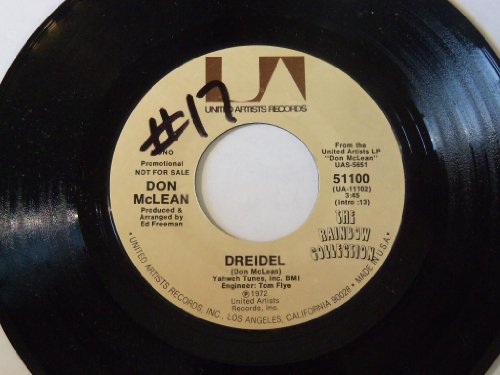 UA
UNITED ARTISTS RECORDS
#17
NO
Promotional
NOT FOR SALE
DON
McLEAN
Produced &
Arranged by
Ed Freeman
From the
United Artists LP
"Don McLean"
UAS-5651
51100
(UA-11102)
3:45
(Intro :13)
THE
RAINBOW
COLLECTION
DREIDEL
(Don McLean)
Yahweh Tunes, Inc. BMI
Engineer: Tom Flye
℗1972
United Artists
Records, Inc.
·UNITED ARTISTS RECORDS, INC., LOS ANGELES, CALIFORNIA 90028 · MADE IN U.S.A.·